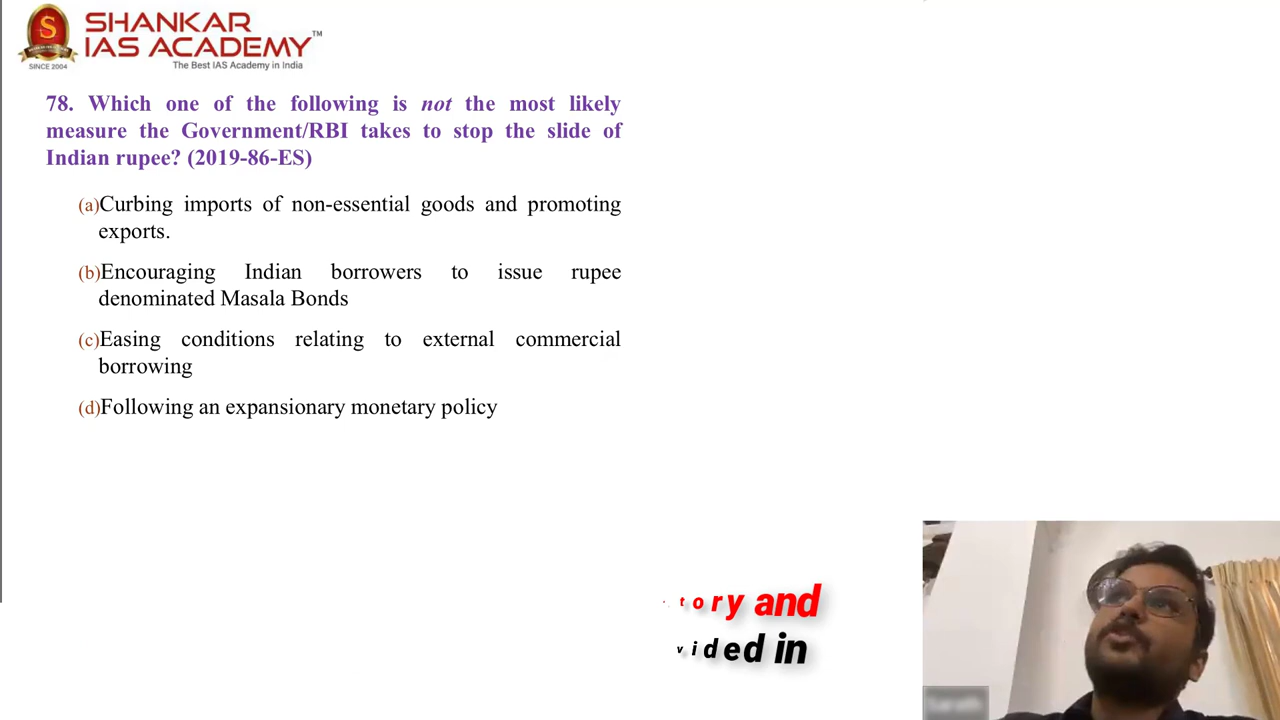 SHANKAR
IAS ACADEMY™
The Best IAS Academy in India
S
SINCE 2004
78. Which one of the following is not the most likely
measure the Government/RBI takes to stop the slide of
Indian rupee? (2019-86-ES)
(a)Curbing imports of non-essential goods and promoting
exports.
(b)Encouraging Indian borrowers to issue rupee
denominated Masala Bonds
(c)Easing conditions relating to external commercial
borrowing
(d)Following an expansionary monetary policy
tory and
vided in